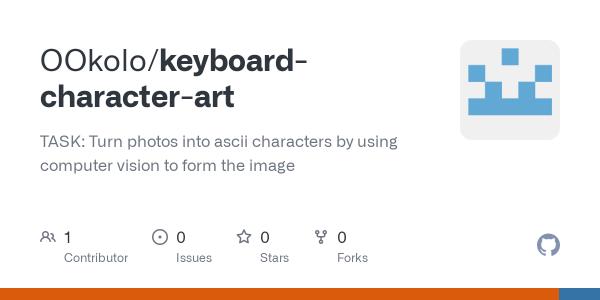 OOkolo/keyboard-
character-art
TASK: Turn photos into ascii characters by using
computer vision to form the image
1
Contributor
0
Issues
0
Stars
0
Forks